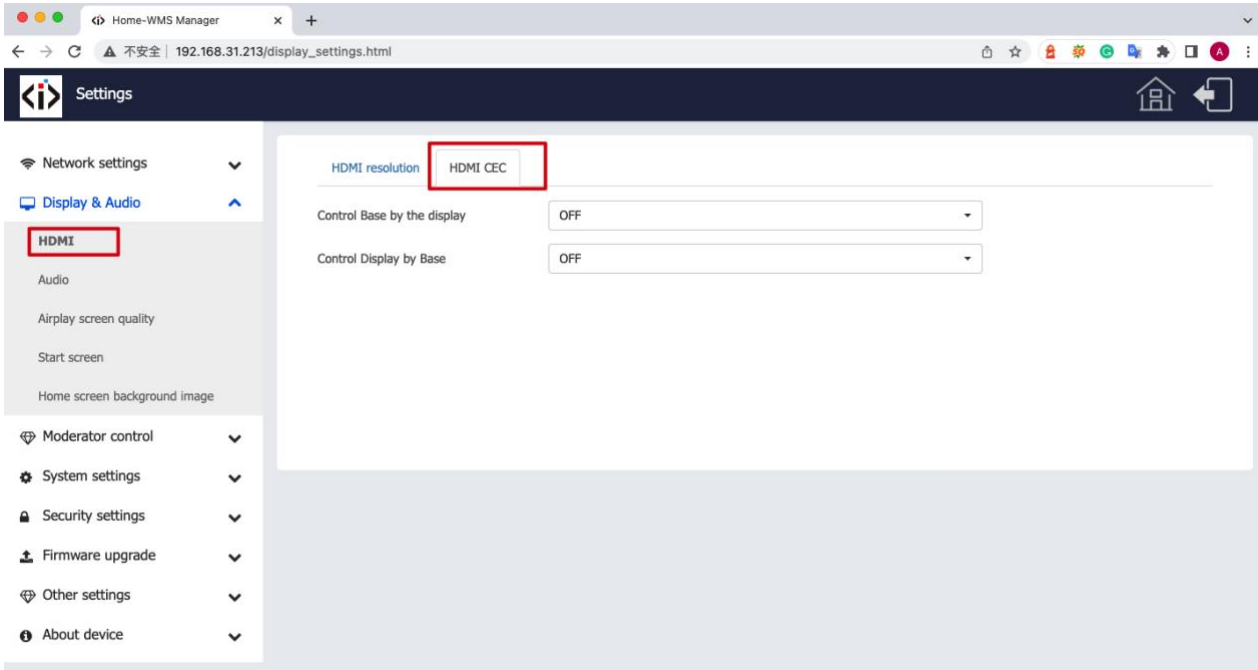 Home-WMS Manager
不安全 | 192.168.31.213/display_settings.html
A
<i> Settings
Network settings
Display & Audio
HDMI
Audio
Airplay screen quality
Start screen
Home screen background image
Moderator control
System settings
Security settings
Firmware upgrade
Other settings
About device
HDMI resolution HDMI CEC
Control Base by the display OFF
Control Display by Base OFF